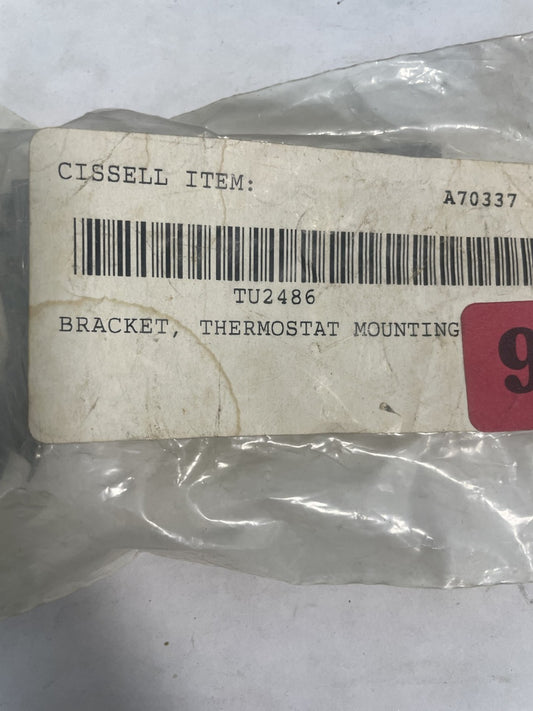 CISSELL ITEM:
A70337
TU2486
BRACKET, THERMOSTAT MOUNTING
9